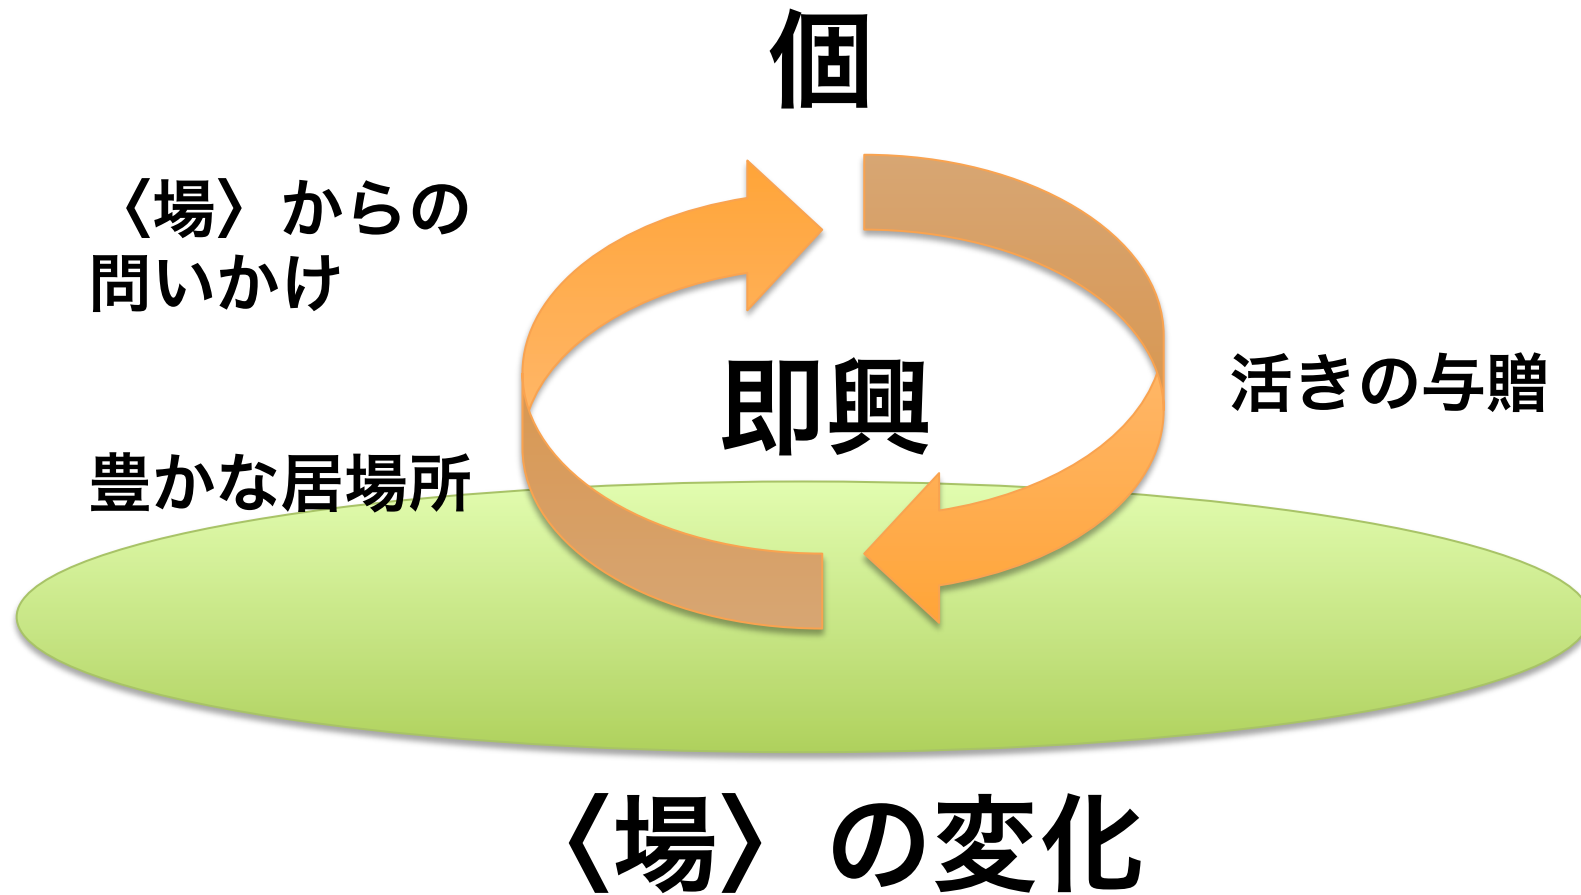 個
〈場〉からの
問いかけ
即興
活きの与贈
豊かな居場所
〈場〉の変化